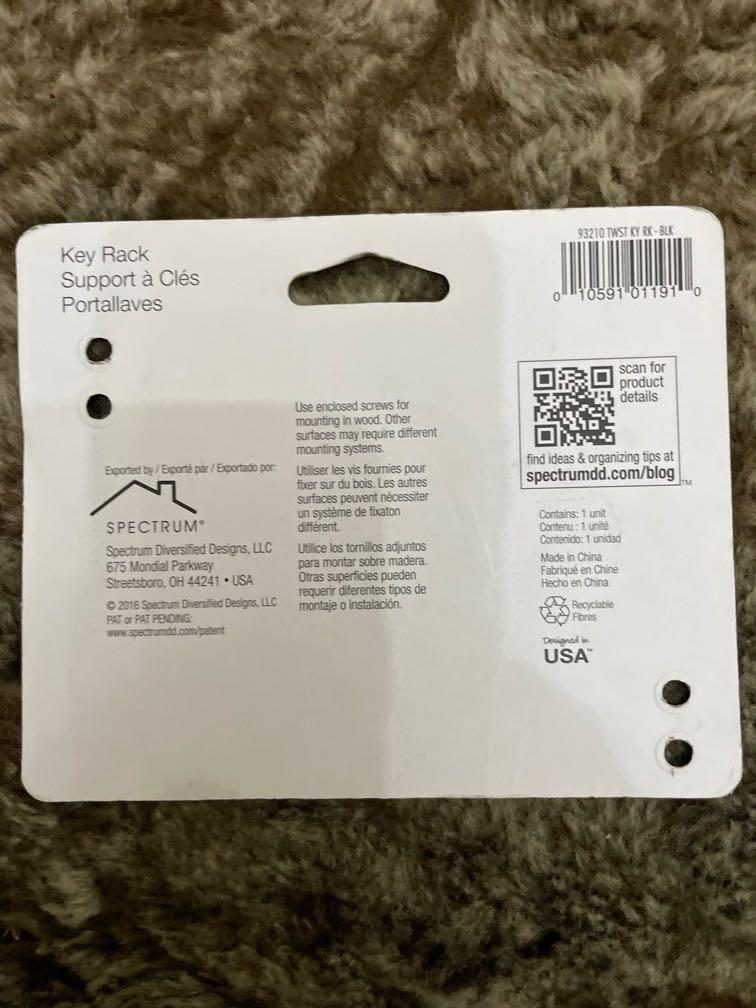 Key Rack
Support à Clés
Portallaves
93210 TWST KY RK - BLK
0 10591 01191 0
scan for
product
details
find ideas & organizing tips at
spectrumdd.com/blog™
Use enclosed screws for
mounting in wood. Other
surfaces may require different
mounting systems.
Utiliser les vis fournies pour
fixer sur du bois. Les autres
surfaces peuvent nécessiter
un système de fixaton
différent.
Utilice los tornillos adjuntos
para montar sobre madera.
Otras superficies pueden
requerir diferentes tipos de
montaje o instalación.
Exported by / Exporté par / Exportado por:
SPECTRUM®
Spectrum Diversified Designs, LLC
675 Mondial Parkway
Streetsboro, OH 44241 • USA
© 2016 Spectrum Diversified Designs, LLC
PAT or PAT PENDING:
www.spectrumdd.com/patent
Contains: 1 unit
Contenu : 1 unité
Contenido: 1 unidad
Made in China
Fabriqué en Chine
Hecho en China
Recyclable
Fibres
Designed in
USA™